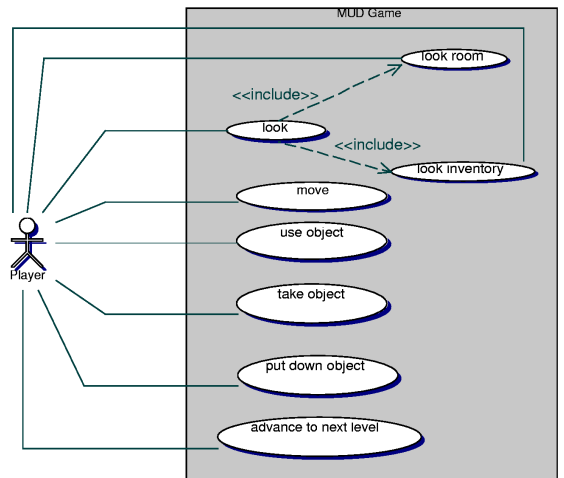 MUD Game
look room
<<include>>
look
<<include>>
look inventory
move
use object
Player
take object
put down object
advance to next level